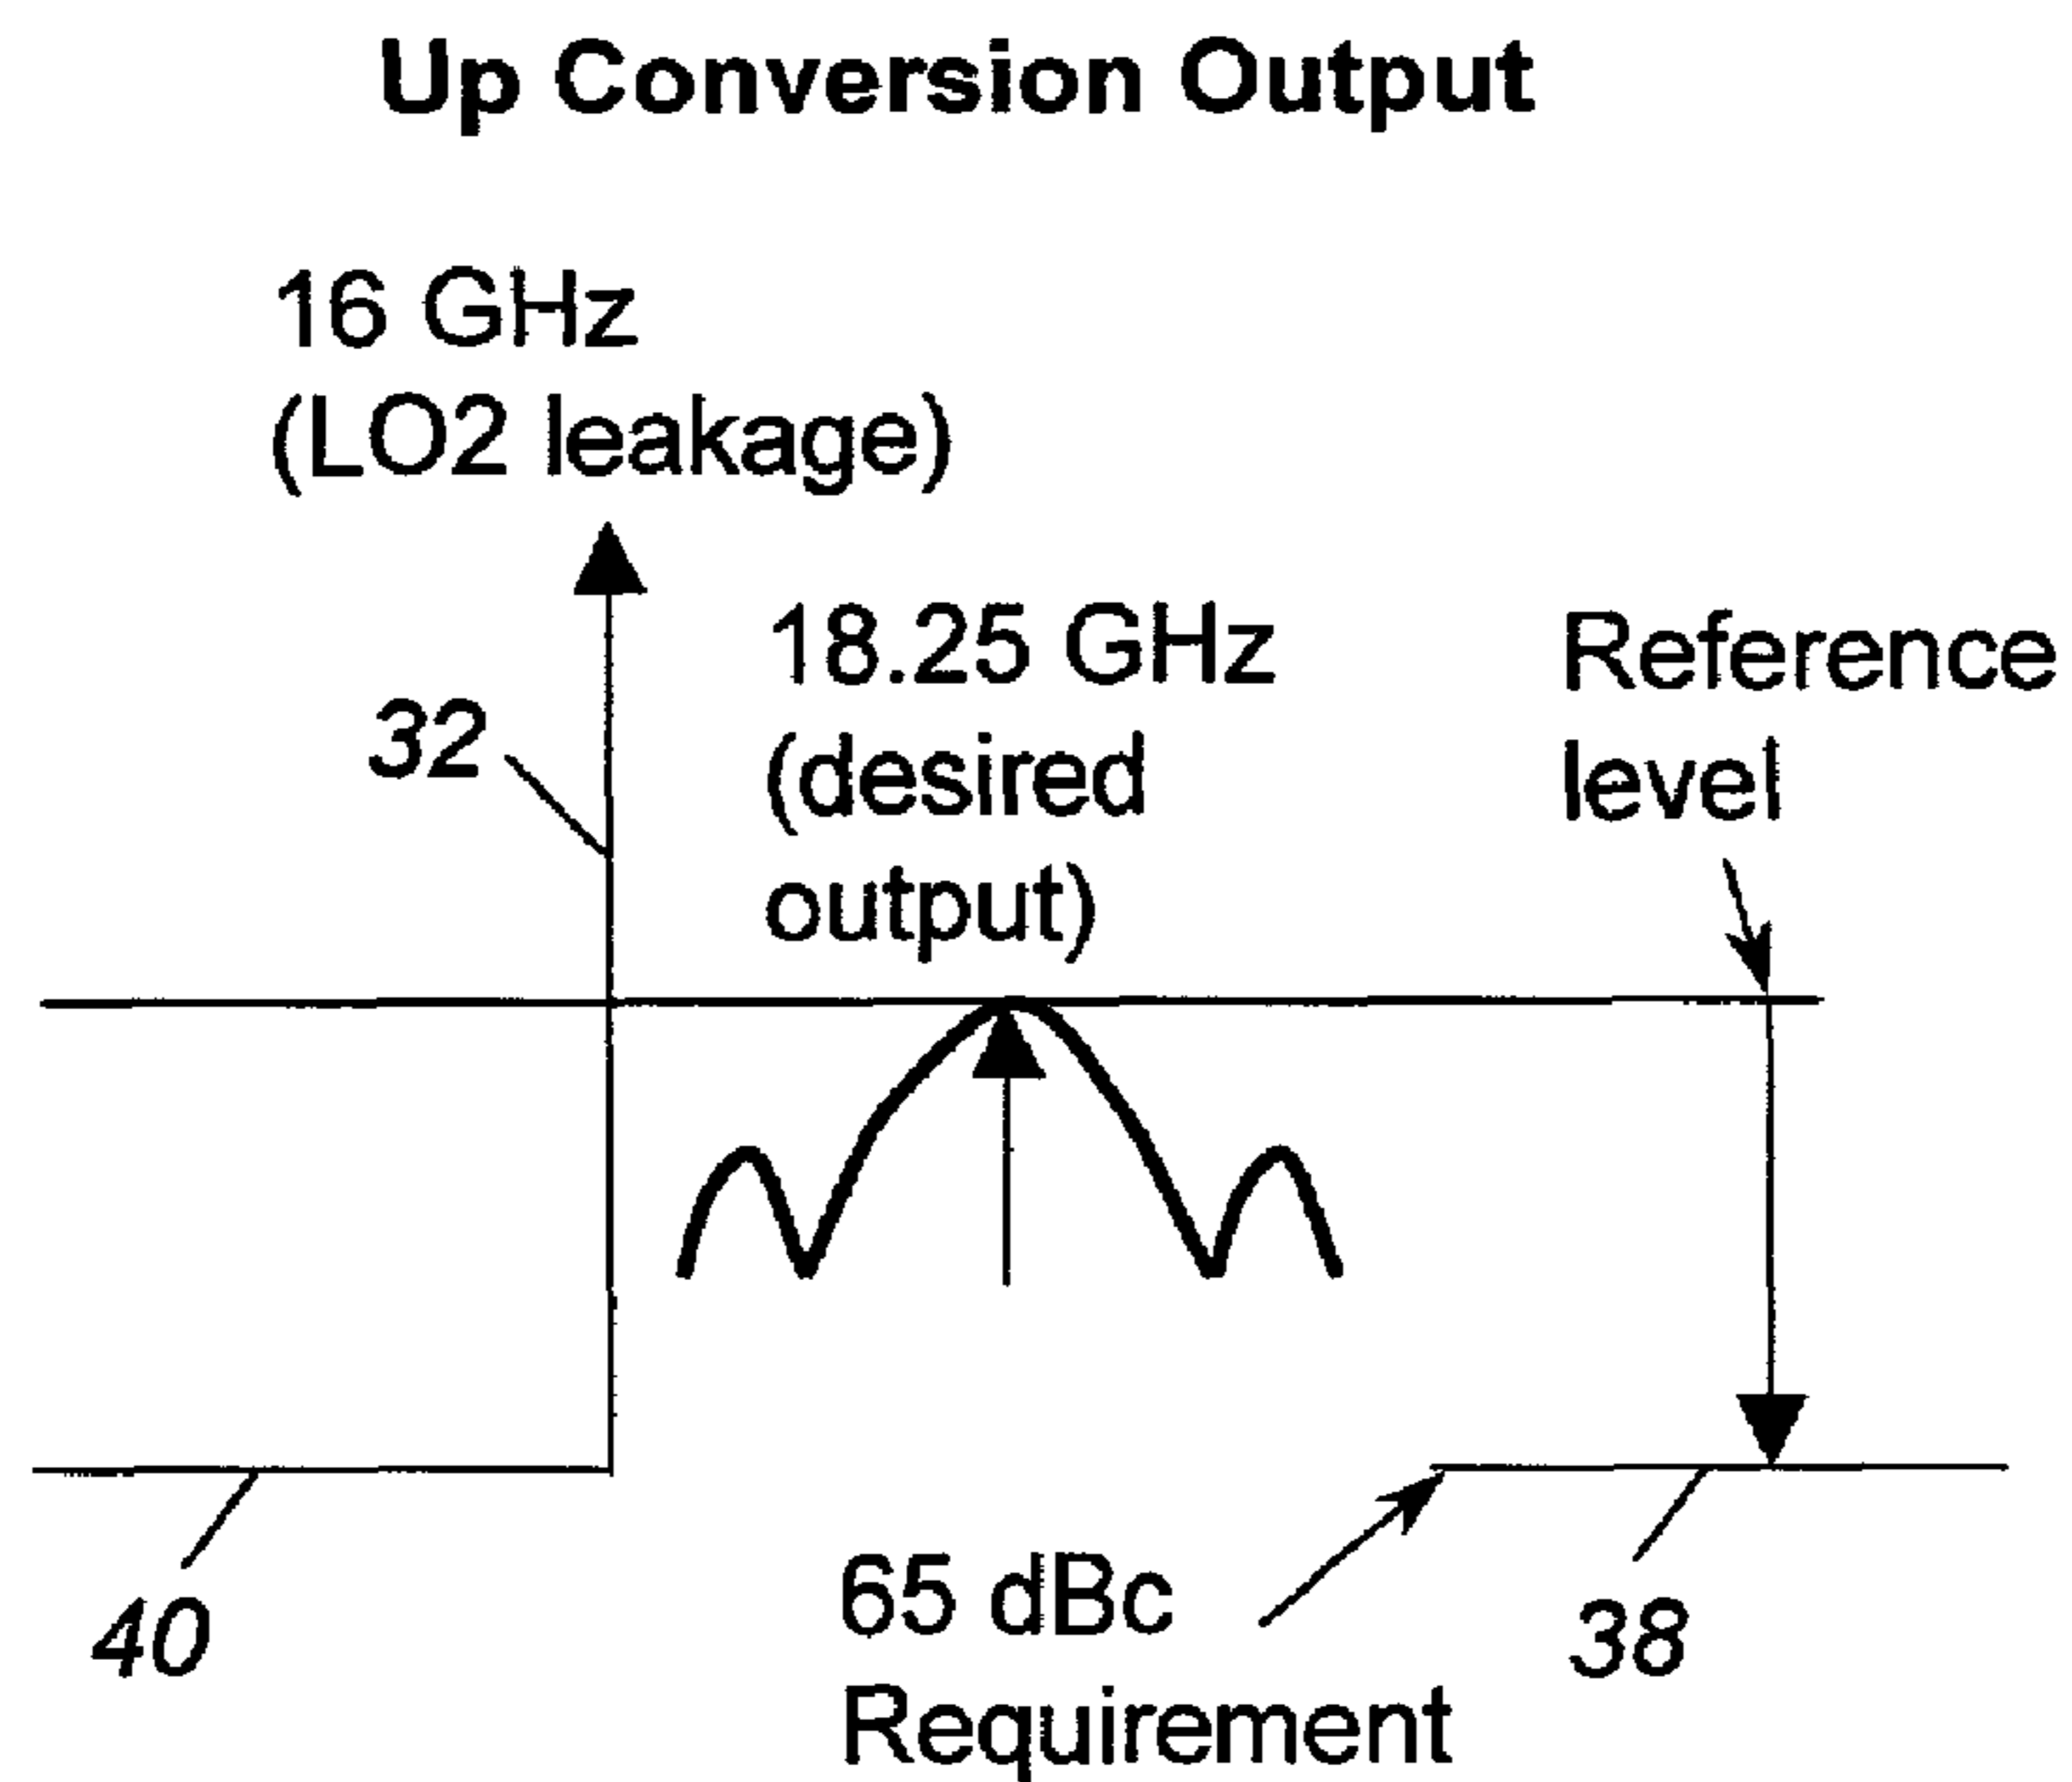 Up Conversion Output
16 GHz
(LO2 leakage)
18.25 GHz
(desired
output)
Reference
level
32
40
65 dBc
Requirement
38